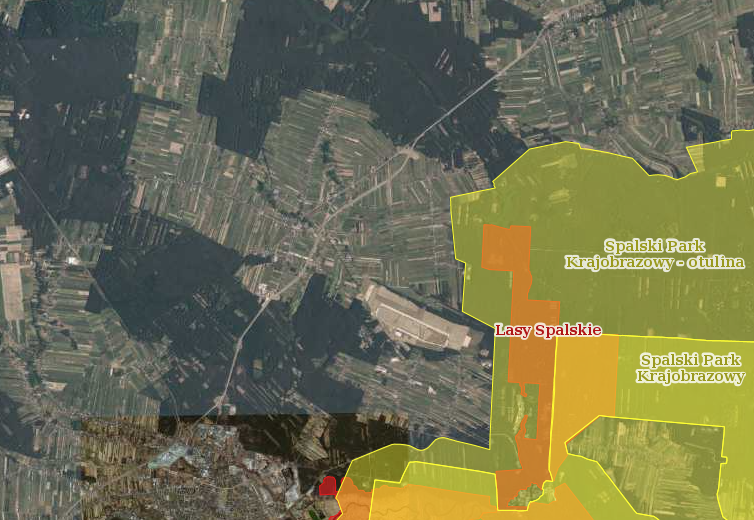 Spalski Park
Krajobrazowy - otulina
Lasy Spalskie
Spalski Park
Krajobrazowy